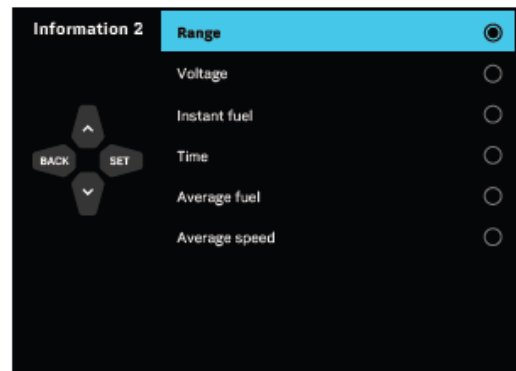 Information 2
Range
Voltage
Instant fuel
BACK SET
Time
Average fuel
Average speed